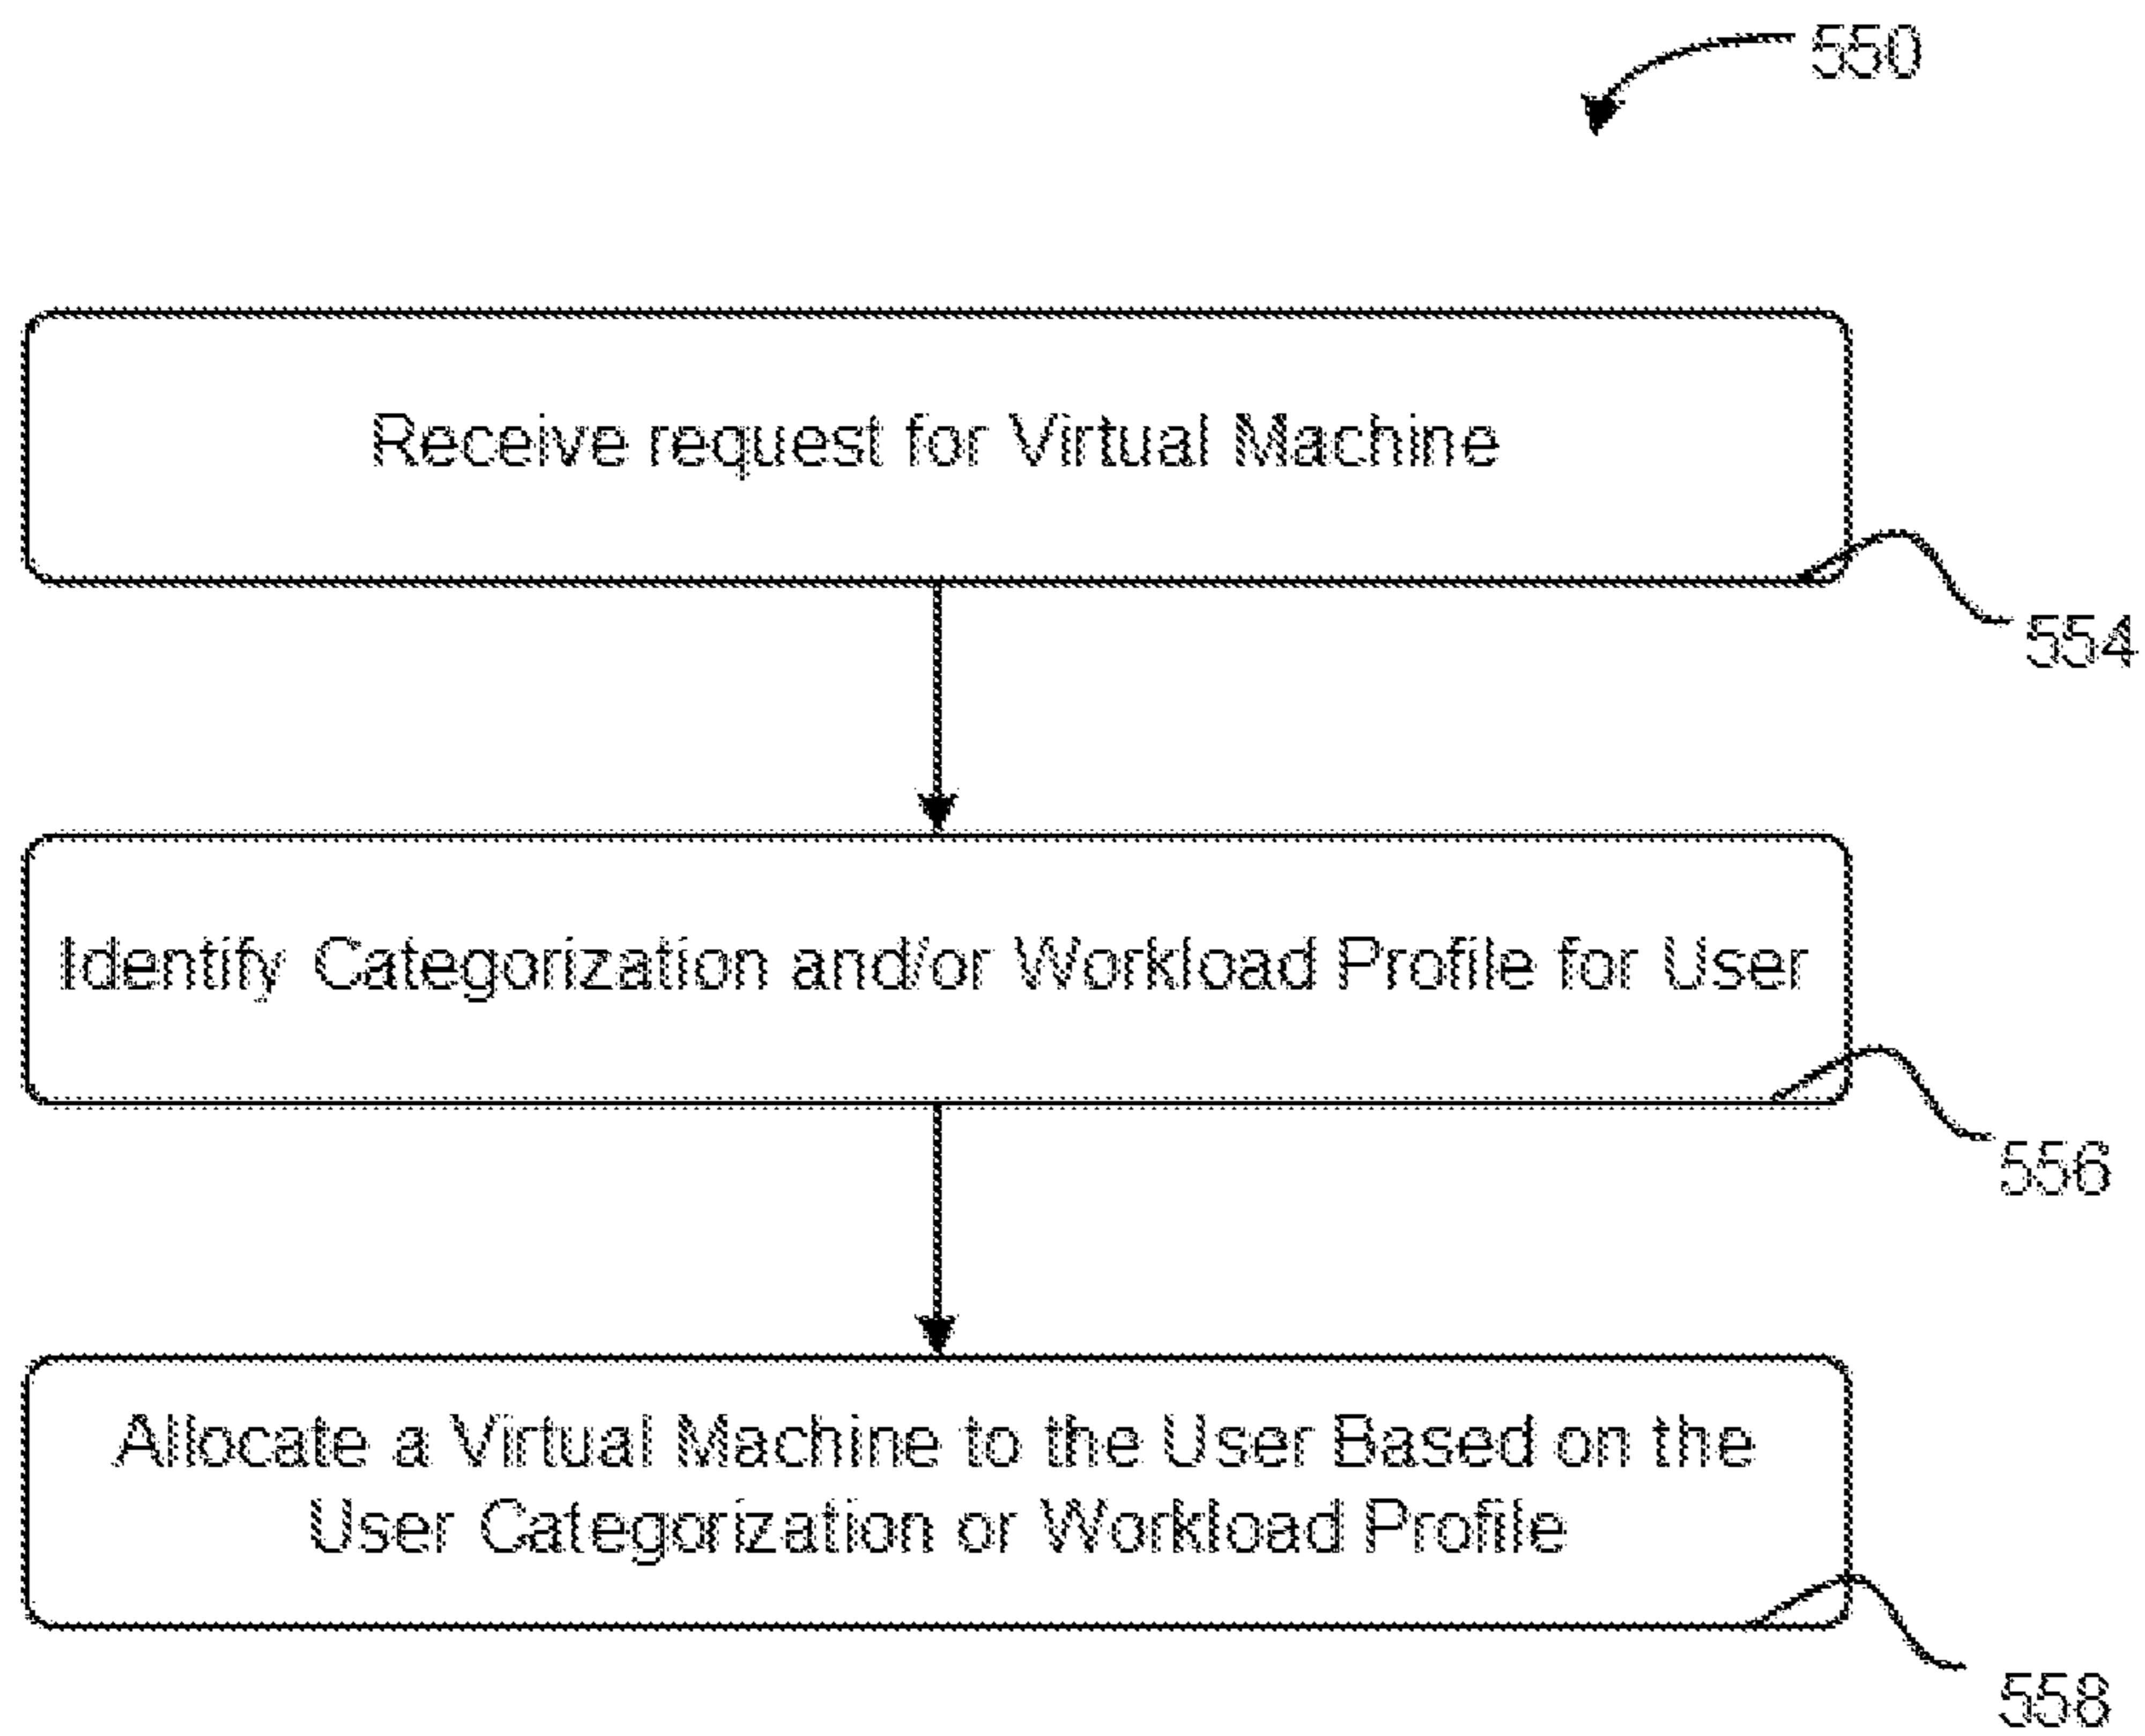 550
Receive request for Virtual Machine
554
Identify Categorization and/or Workload Profile for User
556
Allocate a Virtual Machine to the User Based on the
User Categorization or Workload Profile
558